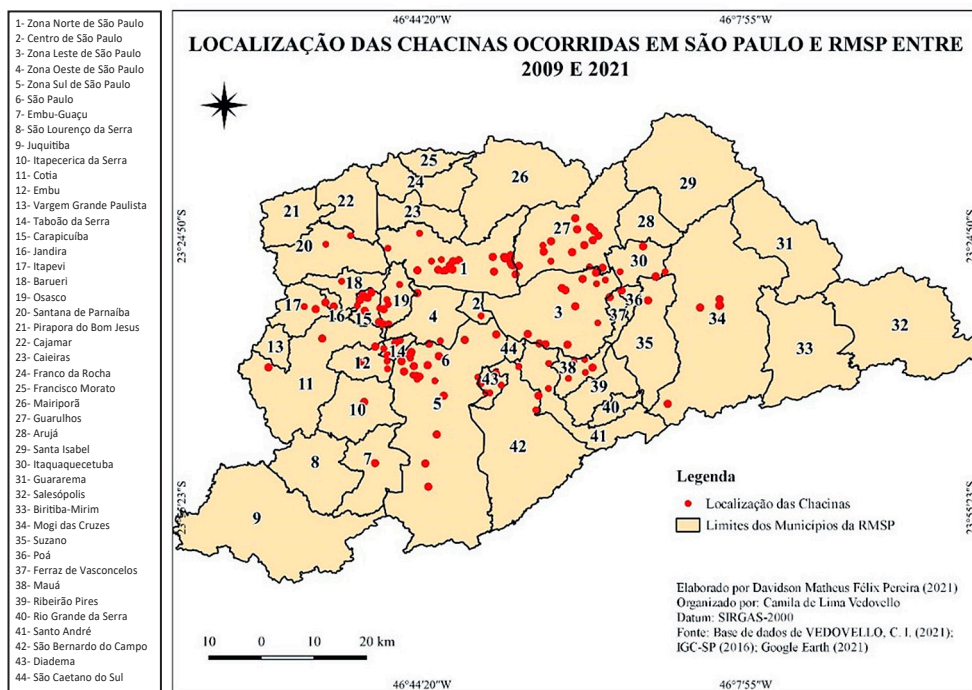 1- Zona Norte de São Paulo
2- Centro de São Paulo
3- Zona Leste de São Paulo
4- Zona Oeste de São Paulo
5- Zona Sul de São Paulo
6- São Paulo
7- Embu-Guaçu
8- São Lourenço da Serra
9- Juquitiba
10- Itapecerica da Serra
11- Cotia
12- Embu
13- Vargem Grande Paulista
14- Taboão da Serra
15- Carapicuíba
16- Jandira
17- Itapevi
18- Barueri
19- Osasco
20- Santana de Parnaíba
21- Pirapora do Bom Jesus
22- Cajamar
23- Caieiras
24- Franco da Rocha
25- Francisco Morato
26- Mairiporã
27- Guarulhos
28- Arujá
29- Santa Isabel
30- Itaquaquecetuba
31- Guararema
32- Salesópolis
33- Biritiba-Mirim
34- Mogi das Cruzes
35- Suzano
36- Poá
37- Ferraz de Vasconcelos
38- Mauá
39- Ribeirão Pires
40- Rio Grande da Serra
41- Santo André
42- São Bernardo do Campo
43- Diadema
44- São Caetano do Sul
46°44'20"W 46°7'55"W
LOCALIZAÇÃO DAS CHACINAS OCORRIDAS EM SÃO PAULO E RMSP ENTRE
2009 E 2021
23°24'50"S
23°24'50"S
25
26
24
29
22
21
23
28
27
31
20
30
1
18
36
17
19
2
16
3
37
34
15
4
32
13
14
44
35
33
12
6
38
11
43
39
10
5
40
41
42
7
8
9
23°55'23"S
23°55'23"S
Legenda
Localização das Chacinas
Limites dos Municípios da RMSP
Elaborado por Davidson Matheus Félix Pereira (2021)
Organizado por: Camila de Lima Vedovello
Datum: SIRGAS-2000
Fonte: Base de dados de VEDOVELLO, C. I. (2021);
IGC-SP (2016); Google Earth (2021)
10 0 10 20 km
46°44'20"W 46°7'55"W